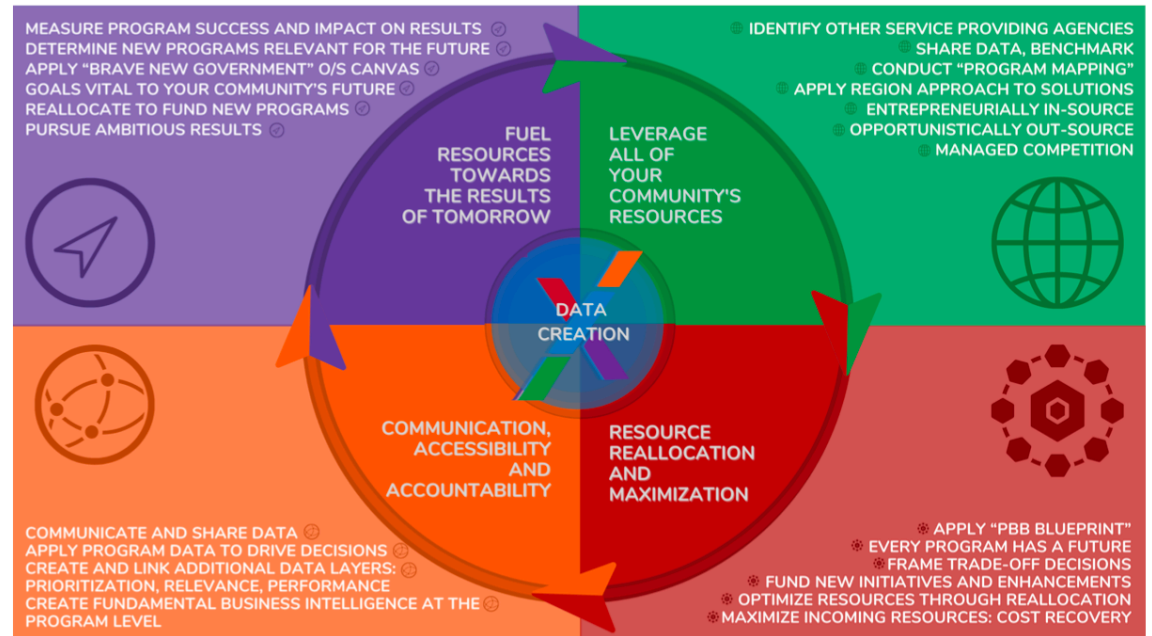 MEASURE PROGRAM SUCCESS AND IMPACT ON RESULTS
DETERMINE NEW PROGRAMS RELEVANT FOR THE FUTURE
APPLY “BRAVE NEW GOVERNMENT” O/S CANVAS
GOALS VITAL TO YOUR COMMUNITY’S FUTURE
REALLOCATE TO FUND NEW PROGRAMS
PURSUE AMBITIOUS RESULTS
IDENTIFY OTHER SERVICE PROVIDING AGENCIES
SHARE DATA, BENCHMARK
CONDUCT “PROGRAM MAPPING”
APPLY REGION APPROACH TO SOLUTIONS
ENTREPRENEURIALLY IN-SOURCE
OPPORTUNISTICALLY OUT-SOURCE
MANAGED COMPETITION
FUEL
RESOURCES
TOWARDS
THE RESULTS
OF TOMORROW
LEVERAGE
ALL OF
YOUR
COMMUNITY'S
RESOURCES
DATA
CREATION
COMMUNICATION,
ACCESSIBILITY
AND
ACCOUNTABILITY
RESOURCE
REALLOCATION
AND
MAXIMIZATION
COMMUNICATE AND SHARE DATA
APPLY PROGRAM DATA TO DRIVE DECISIONS
CREATE AND LINK ADDITIONAL DATA LAYERS:
PRIORITIZATION, RELEVANCE, PERFORMANCE
CREATE FUNDAMENTAL BUSINESS INTELLIGENCE AT THE
PROGRAM LEVEL
APPLY “PBB BLUEPRINT”
EVERY PROGRAM HAS A FUTURE
FRAME TRADE-OFF DECISIONS
FUND NEW INITIATIVES AND ENHANCEMENTS
OPTIMIZE RESOURCES THROUGH REALLOCATION
MAXIMIZE INCOMING RESOURCES: COST RECOVERY